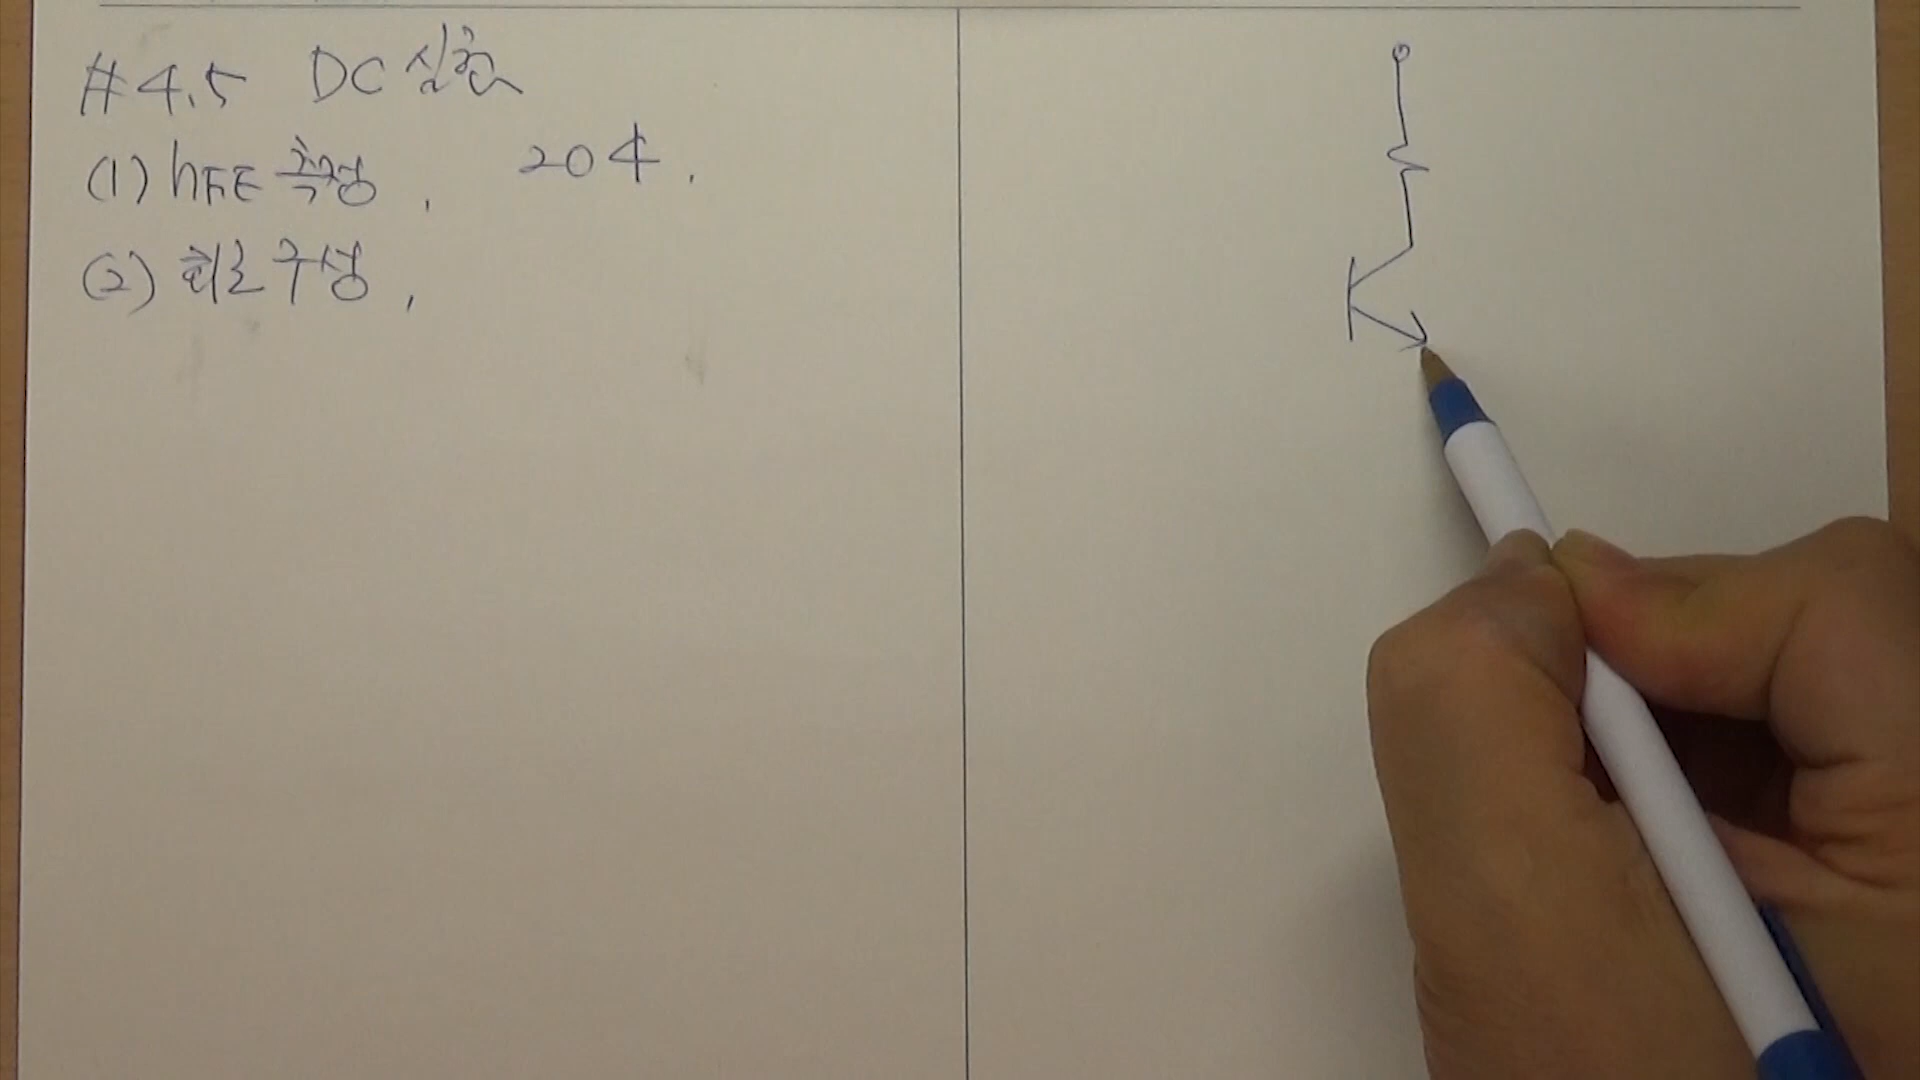 #4.5 DC 실험
(1) hFE 측정, 204.
(2) 회로 구성,